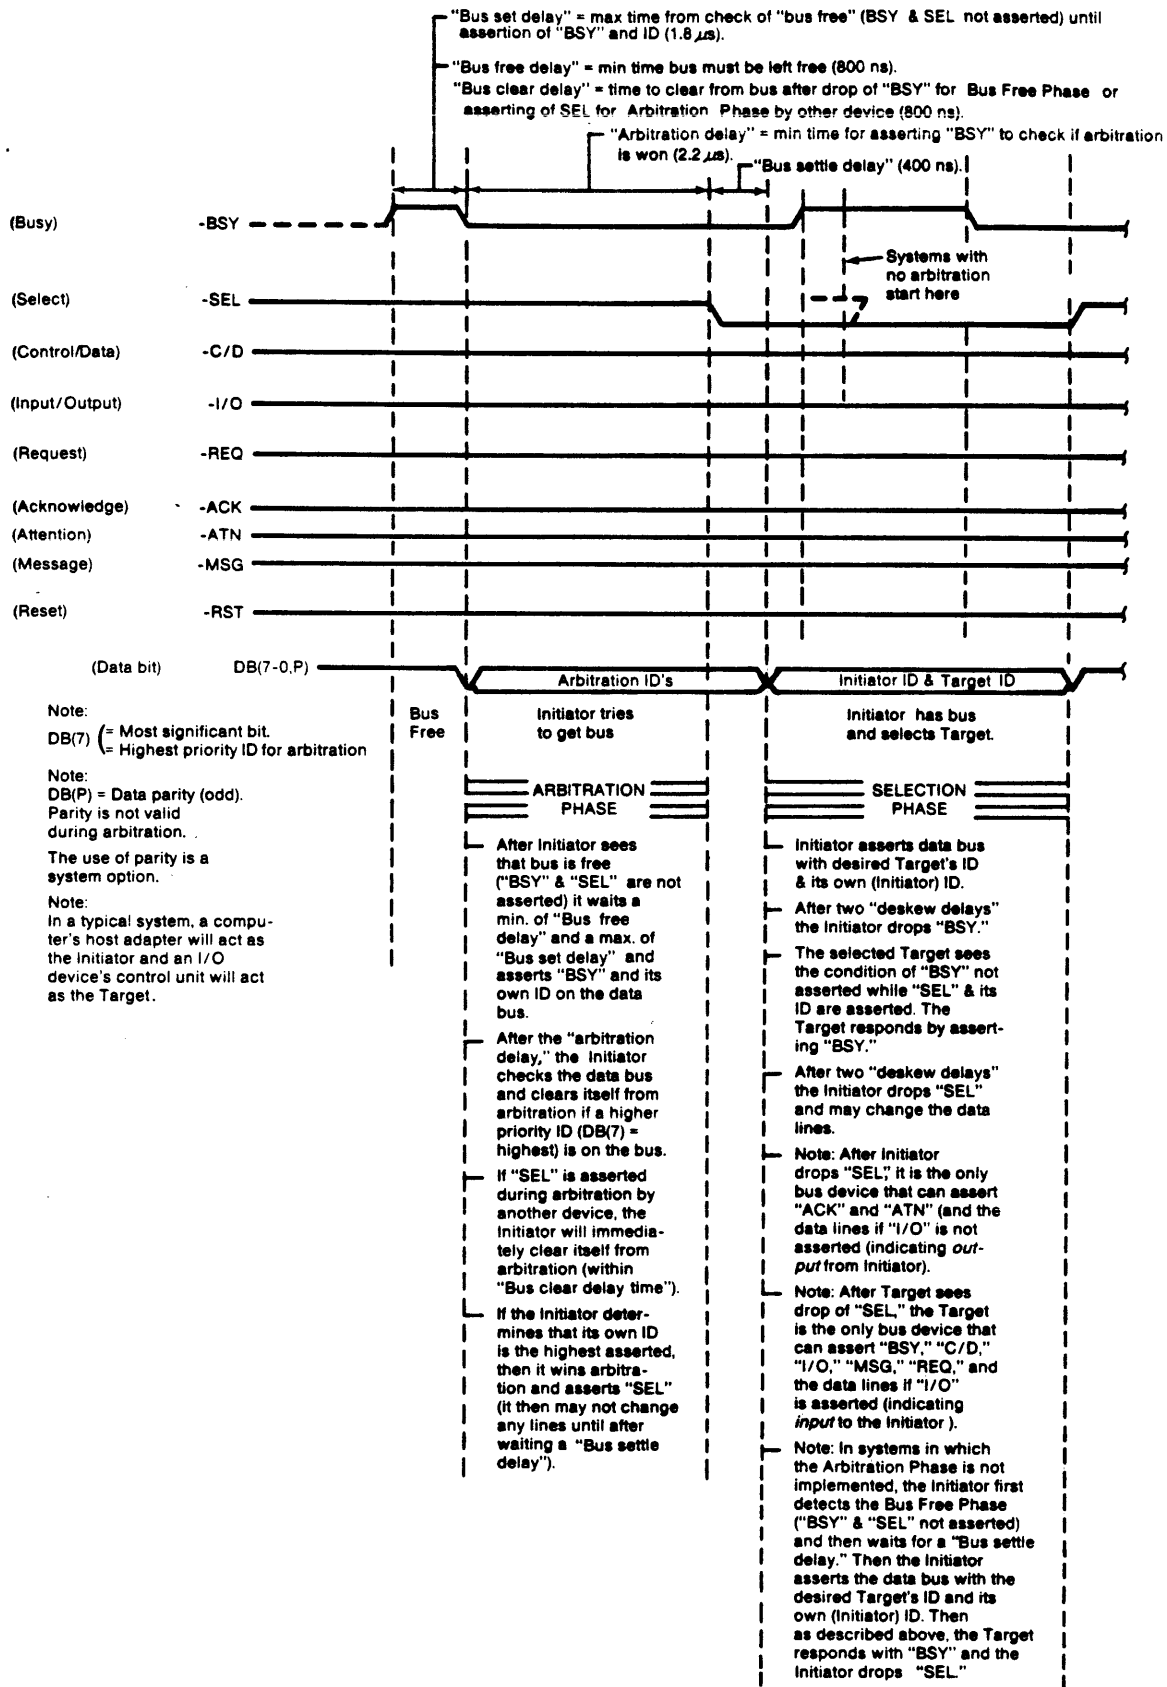 "Bus set delay" = max time from check of "bus free" (BSY & SEL not asserted) until
assertion of "BSY" and ID (1.8 µs).
"Bus free delay" = min time bus must be left free (800 ns).
"Bus clear delay" = time to clear from bus after drop of "BSY" for Bus Free Phase or
asserting of SEL for Arbitration Phase by other device (800 ns).
"Arbitration delay" = min time for asserting "BSY" to check if arbitration
is won (2.2 µs).
"Bus settle delay" (400 ns).
(Busy) -BSY
Systems with
no arbitration
start here
(Select) -SEL
(Control/Data) -C/D
(Input/Output) -I/O
(Request) -REQ
(Acknowledge) -ACK
(Attention) -ATN
(Message) -MSG
(Reset) -RST
(Data bit) DB(7-0,P)
Arbitration ID's
Initiator ID & Target ID
Note:
DB(7) (= Most significant bit.
= Highest priority ID for arbitration
Note:
DB(P) = Data parity (odd).
Parity is not valid
during arbitration.
The use of parity is a
system option.
Note:
In a typical system, a compu-
ter's host adapter will act as
the Initiator and an I/O
device's control unit will act
as the Target.
Bus
Free
Initiator tries
to get bus
ARBITRATION
PHASE
After Initiator sees
that bus is free
("BSY" & "SEL" are not
asserted) it waits a
min. of "Bus free
delay" and a max. of
"Bus set delay" and
asserts "BSY" and its
own ID on the data
bus.
After the "arbitration
delay," the Initiator
checks the data bus
and clears itself from
arbitration if a higher
priority ID (DB(7) =
highest) is on the bus.
If "SEL" is asserted
during arbitration by
another device, the
Initiator will immedia-
tely clear itself from
arbitration (within
"Bus clear delay time").
If the Initiator deter-
mines that its own ID
is the highest asserted,
then it wins arbitra-
tion and asserts "SEL"
(it then may not change
any lines until after
waiting a "Bus settle
delay").
Initiator has bus
and selects Target.
SELECTION
PHASE
Initiator asserts data bus
with desired Target's ID
& its own (Initiator) ID.
After two "deskew delays"
the Initiator drops "BSY."
The selected Target sees
the condition of "BSY" not
asserted while "SEL" & its
ID are asserted. The
Target responds by assert-
ing "BSY."
After two "deskew delays"
the Initiator drops "SEL"
and may change the data
lines.
Note: After Initiator
drops "SEL," it is the only
bus device that can assert
"ACK" and "ATN" (and the
data lines if "I/O" is not
asserted (indicating out-
put from Initiator).
Note: After Target sees
drop of "SEL," the Target
is the only bus device that
can assert "BSY," "C/D,"
"I/O," "MSG," "REQ," and
the data lines if "I/O"
is asserted (indicating
input to the Initiator ).
Note: In systems in which
the Arbitration Phase is not
implemented, the Initiator first
detects the Bus Free Phase
("BSY" & "SEL" not asserted)
and then waits for a "Bus settle
delay." Then the Initiator
asserts the data bus with the
desired Target's ID and its
own (Initiator) ID. Then
as described above, the Target
responds with "BSY" and the
Initiator drops "SEL."